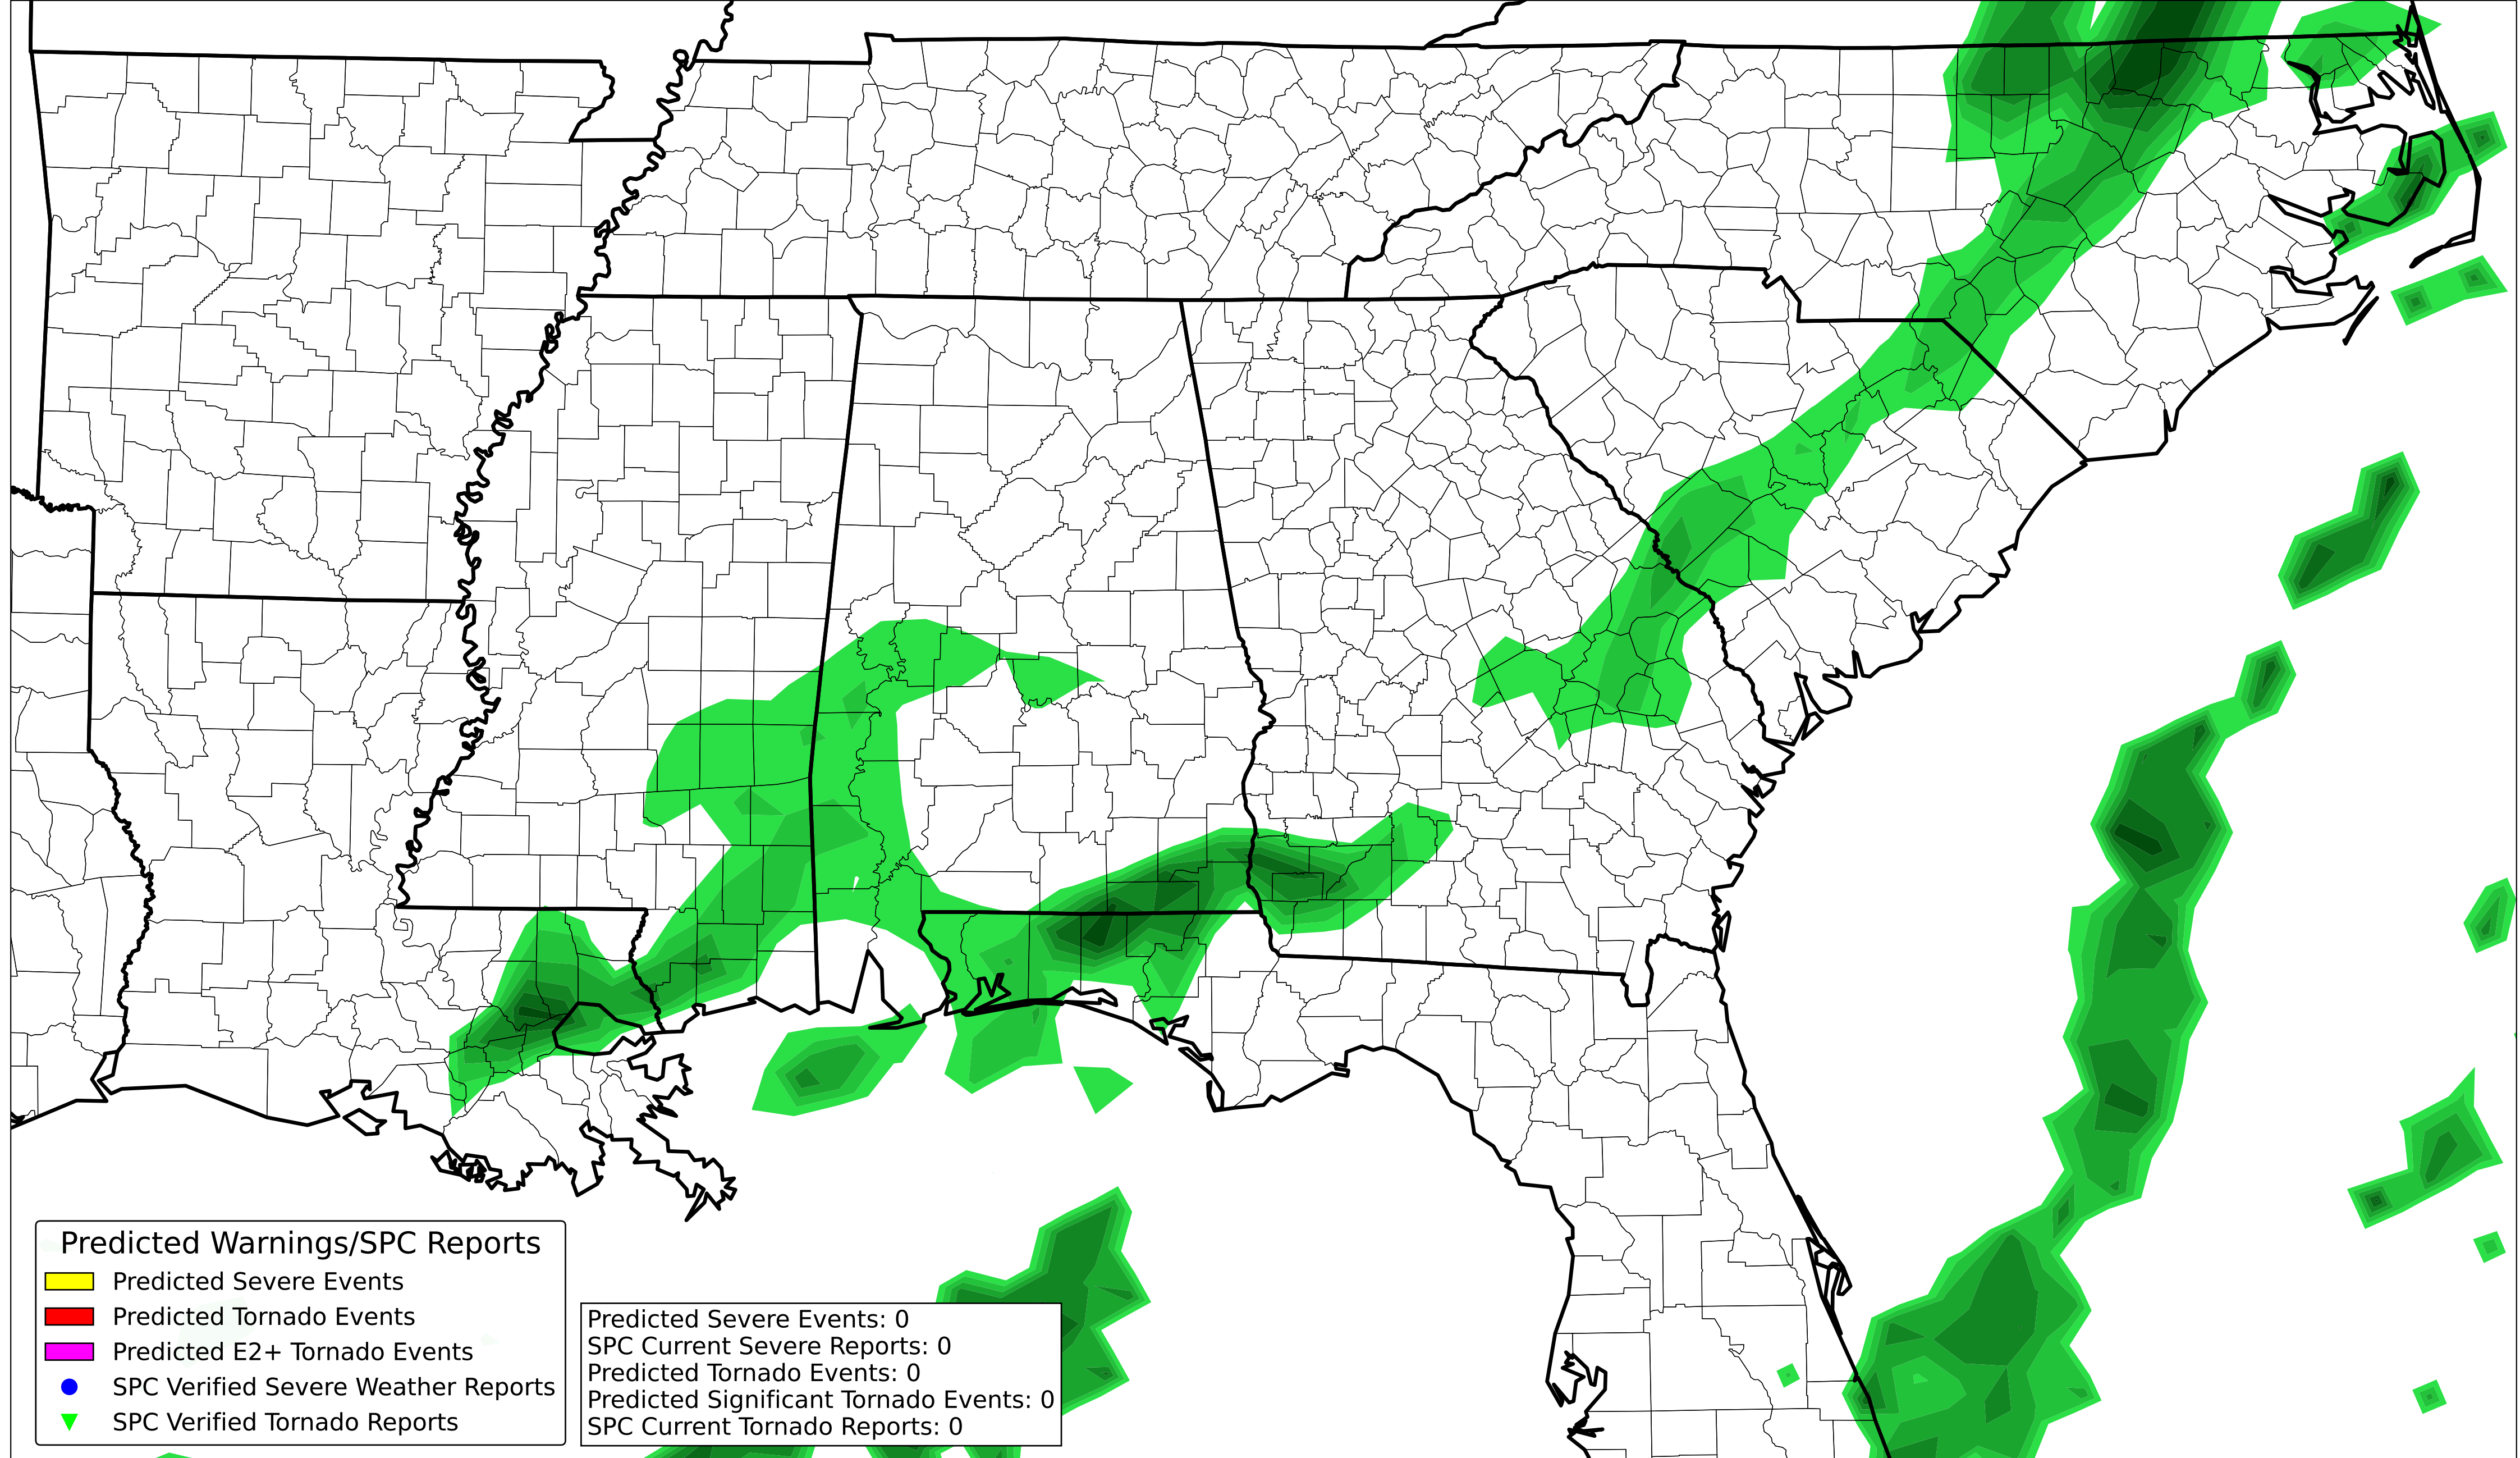 Predicted Warnings/SPC Reports
Predicted Severe Events
Predicted Tornado Events
Predicted E2+ Tornado Events
SPC Verified Severe Weather Reports
SPC Verified Tornado Reports
Predicted Severe Events: 0
SPC Current Severe Reports: 0
Predicted Tornado Events: 0
Predicted Significant Tornado Events: 0
SPC Current Tornado Reports: 0